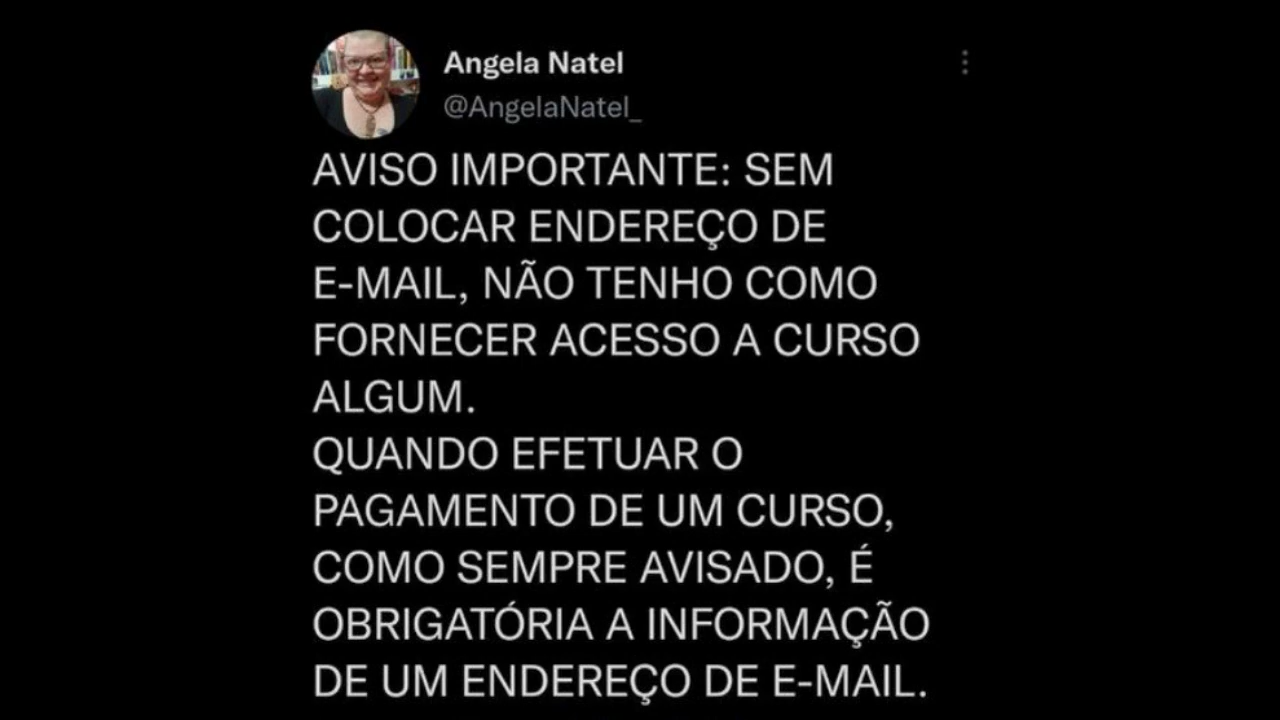 Angela Natel
@AngelaNatel_
AVISO IMPORTANTE: SEM
COLOCAR ENDEREÇO DE
E-MAIL, NÃO TENHO COMO
FORNECER ACESSO A CURSO
ALGUM.
QUANDO EFETUAR O
PAGAMENTO DE UM CURSO,
COMO SEMPRE AVISADO, É
OBRIGATÓRIA A INFORMAÇÃO
DE UM ENDEREÇO DE E-MAIL.